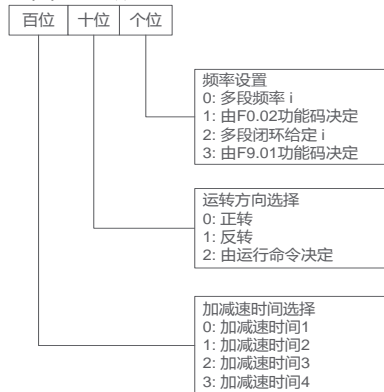 百位 十位 个位
频率设置
0: 多段频率 i
1: 由F0.02功能码决定
2: 多段闭环给定 i
3: 由F9.01功能码决定
运转方向选择
0: 正转
1: 反转
2: 由运行命令决定
加减速时间选择
0: 加减速时间1
1: 加减速时间2
2: 加减速时间3
3: 加减速时间4